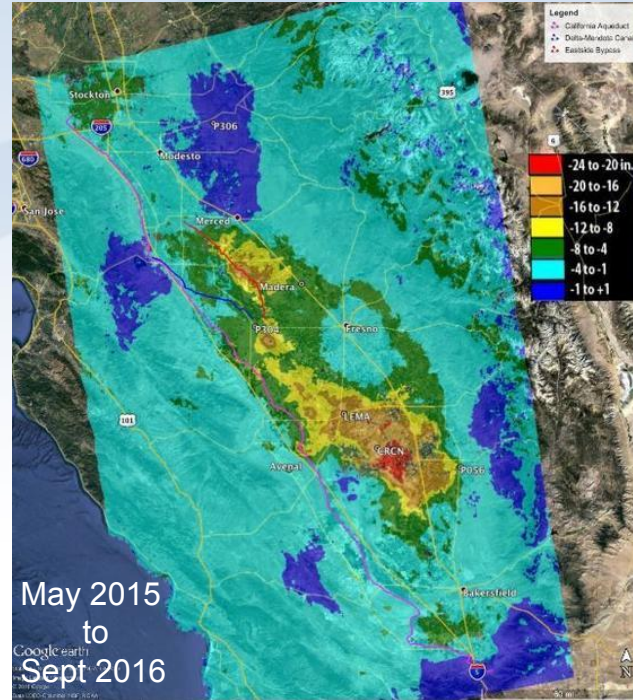 Legend
California Aqueduct
Delta-Mendota Canal
Eastside Bypass
395
Stockton
205
P306
6
Modesto
580
-24 to -20 in.
-20 to -16
-16 to -12
-12 to -8
-8 to -4
-4 to -1
-1 to +1
San Jose
Merced
Madera
P304
Fresno
101
LEMA
CRCN
Avenal
P056
May 2015
to
Sept 2016
Bakersfield
Google earth
5
N